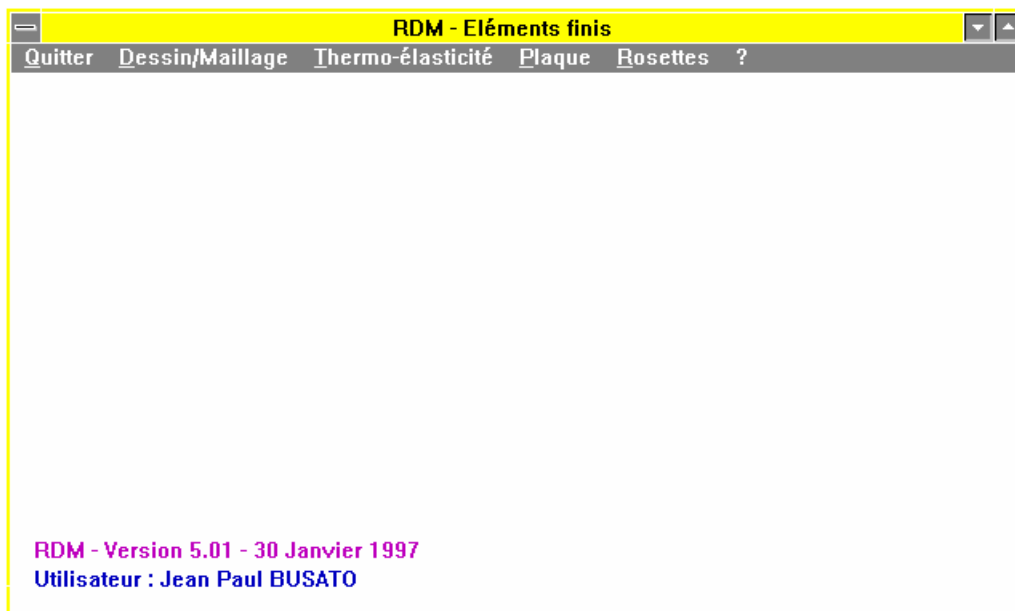 RDM - Eléments finis
Quitter Dessin/Maillage Thermo-élasticité Plaque Rosettes ?
RDM - Version 5.01 - 30 Janvier 1997
Utilisateur : Jean Paul BUSATO